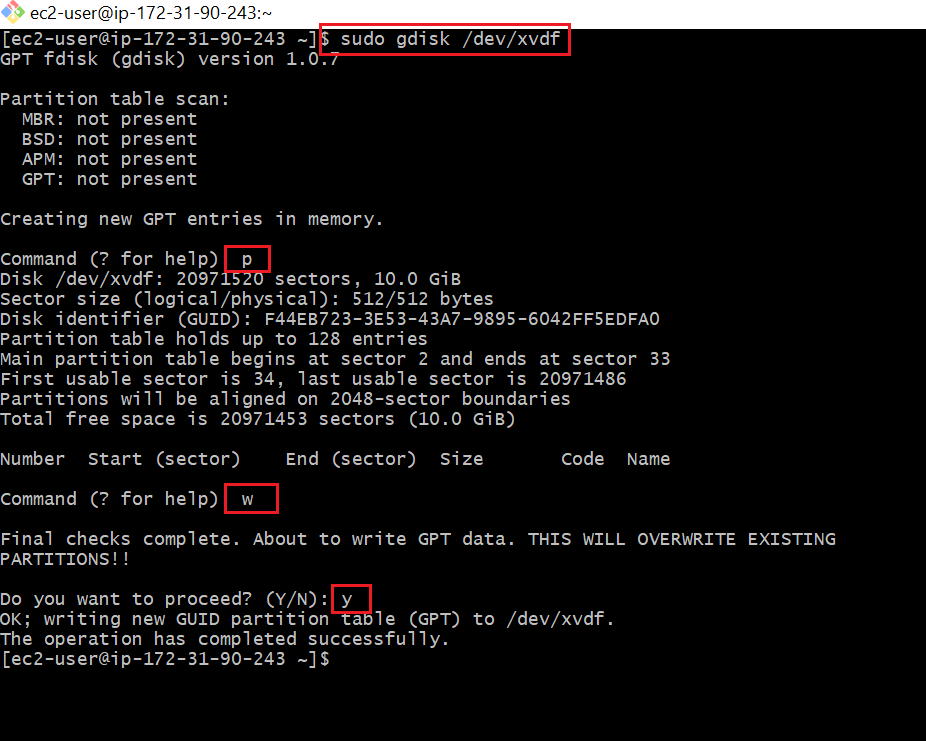 ec2-user@ip-172-31-90-243:~
[ec2-user@ip-172-31-90-243 ~]$ sudo gdisk /dev/xvdf
GPT fdisk (gdisk) version 1.0.7
Partition table scan:
  MBR: not present
  BSD: not present
  APM: not present
  GPT: not present
Creating new GPT entries in memory.
Command (? for help) p
Disk /dev/xvdf: 20971520 sectors, 10.0 GiB
Sector size (logical/physical): 512/512 bytes
Disk identifier (GUID): F44EB723-3E53-43A7-9895-6042FF5EDFA0
Partition table holds up to 128 entries
Main partition table begins at sector 2 and ends at sector 33
First usable sector is 34, last usable sector is 20971486
Partitions will be aligned on 2048-sector boundaries
Total free space is 20971453 sectors (10.0 GiB)
Number  Start (sector)    End (sector)  Size       Code  Name
Command (? for help) w
Final checks complete. About to write GPT data. THIS WILL OVERWRITE EXISTING
PARTITIONS!!
Do you want to proceed? (Y/N): y
OK; writing new GUID partition table (GPT) to /dev/xvdf.
The operation has completed successfully.
[ec2-user@ip-172-31-90-243 ~]$